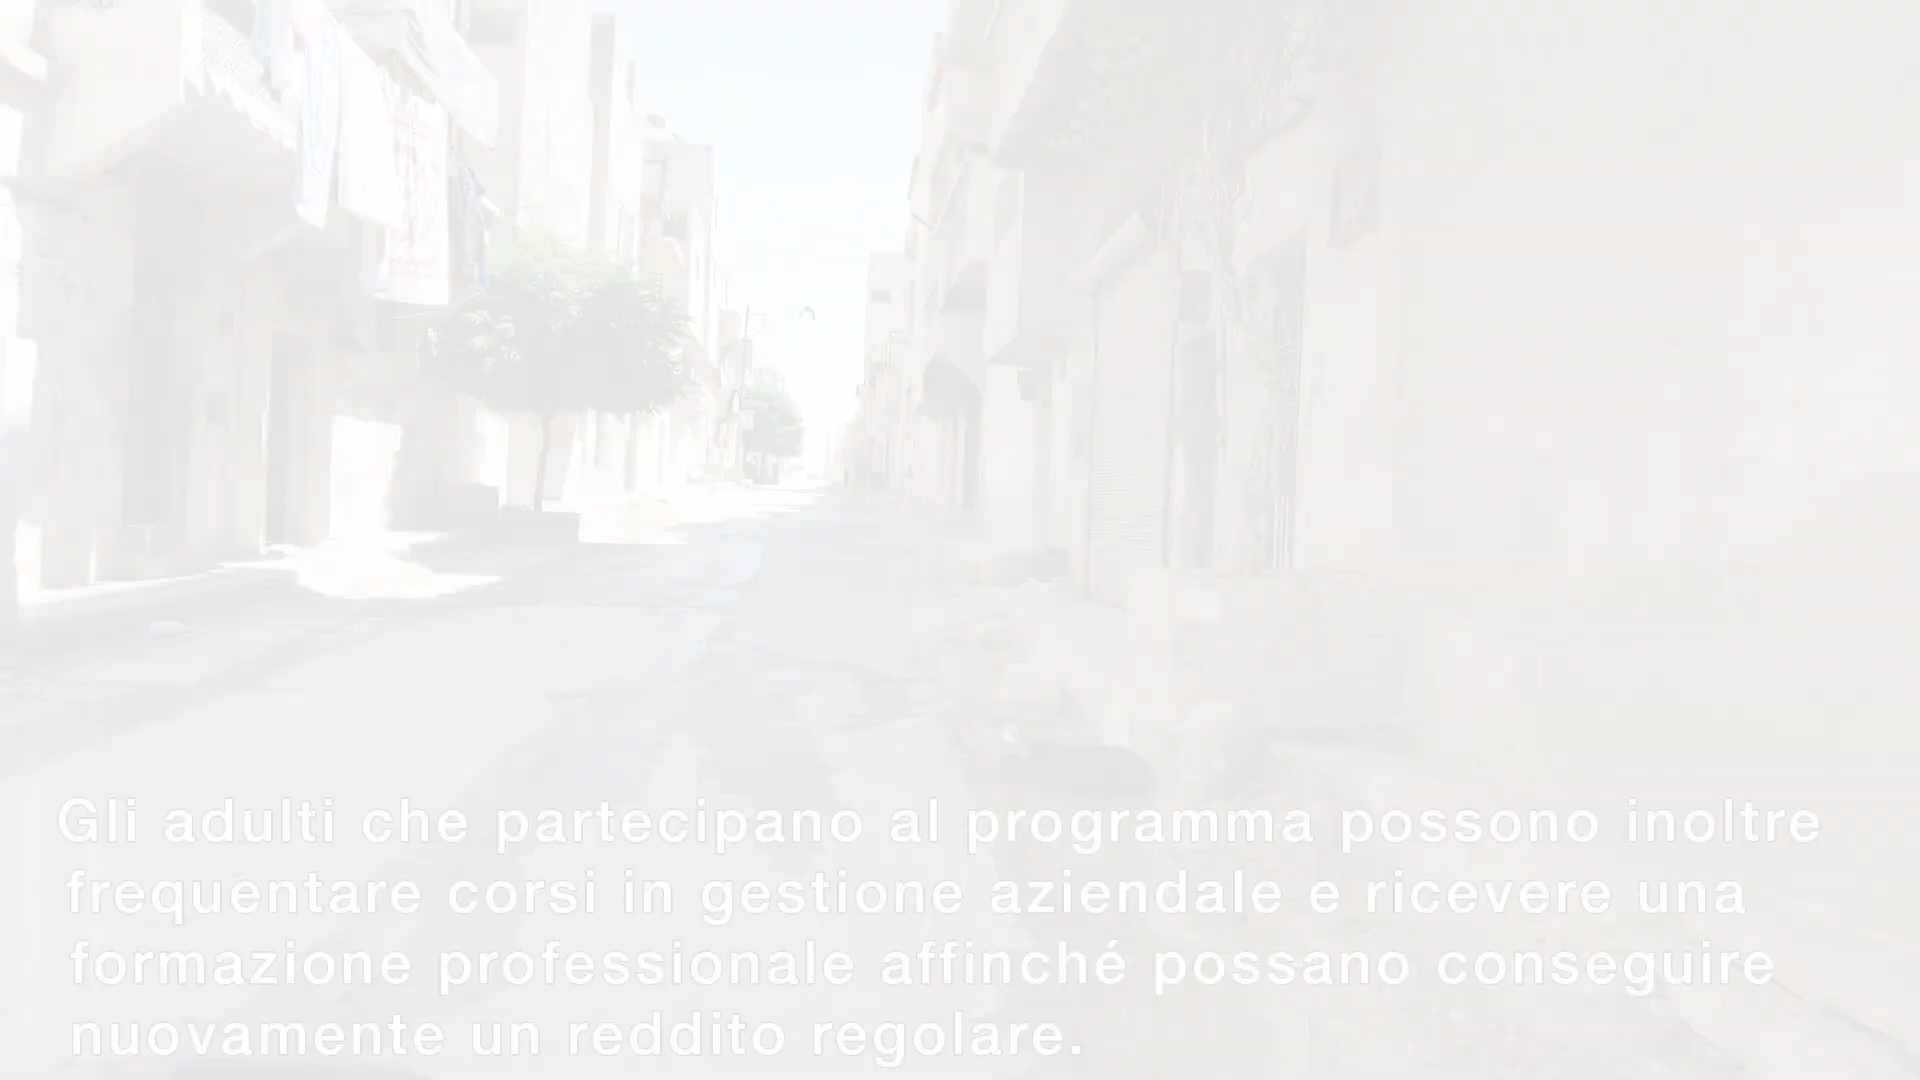 Gli adulti che partecipano al programma possono inoltre
frequentare corsi in gestione aziendale e ricevere una
formazione professionale affinché possano conseguire
nuovamente un reddito regolare.